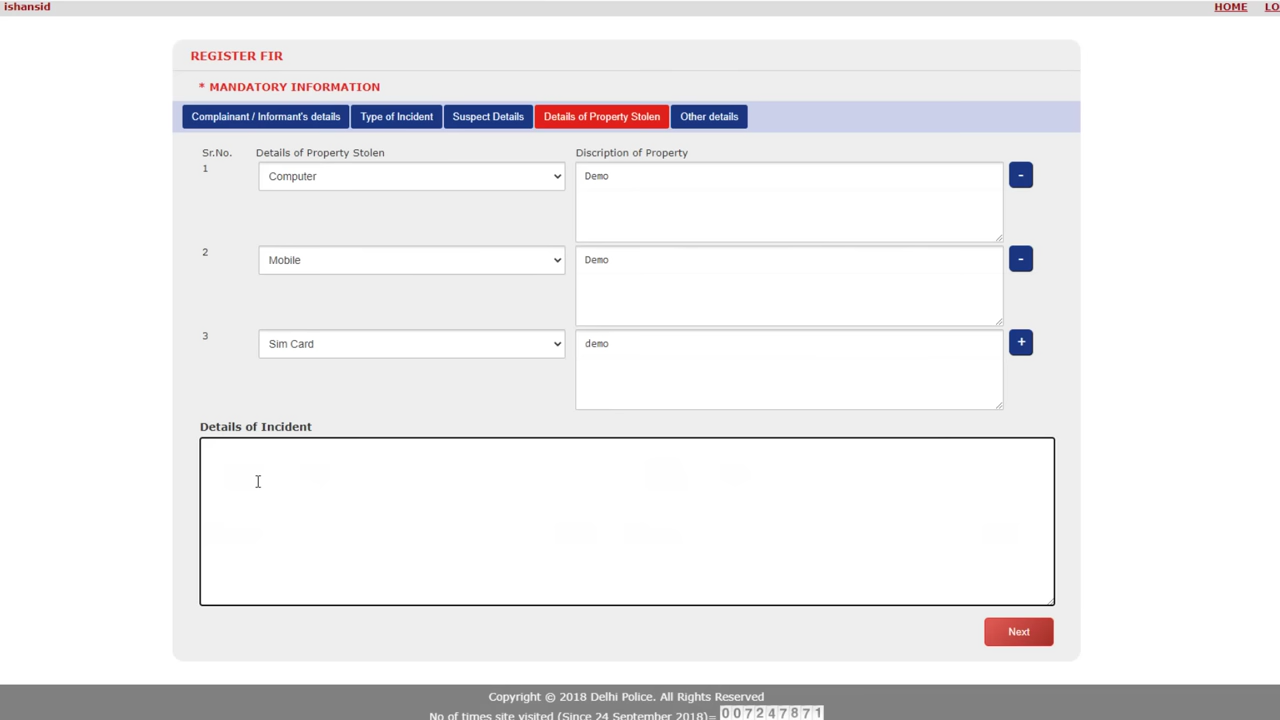 ishansid
HOME LO
REGISTER FIR
* MANDATORY INFORMATION
Complainant / Informant's details Type of Incident Suspect Details Details of Property Stolen Other details
Sr.No. Details of Property Stolen Discription of Property
1 Computer Demo -
2 Mobile Demo -
3 Sim Card demo +
Details of Incident
Next
Copyright © 2018 Delhi Police. All Rights Reserved
No of times site visited (Since 24 September 2018)= 007247871